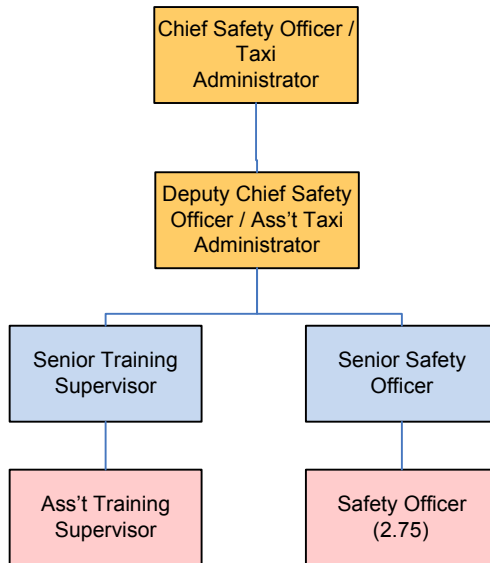 Chief Safety Officer /
Taxi
Administrator
Deputy Chief Safety
Officer / Ass’t Taxi
Administrator
Senior Training
Supervisor
Senior Safety
Officer
Ass’t Training
Supervisor
Safety Officer
(2.75)